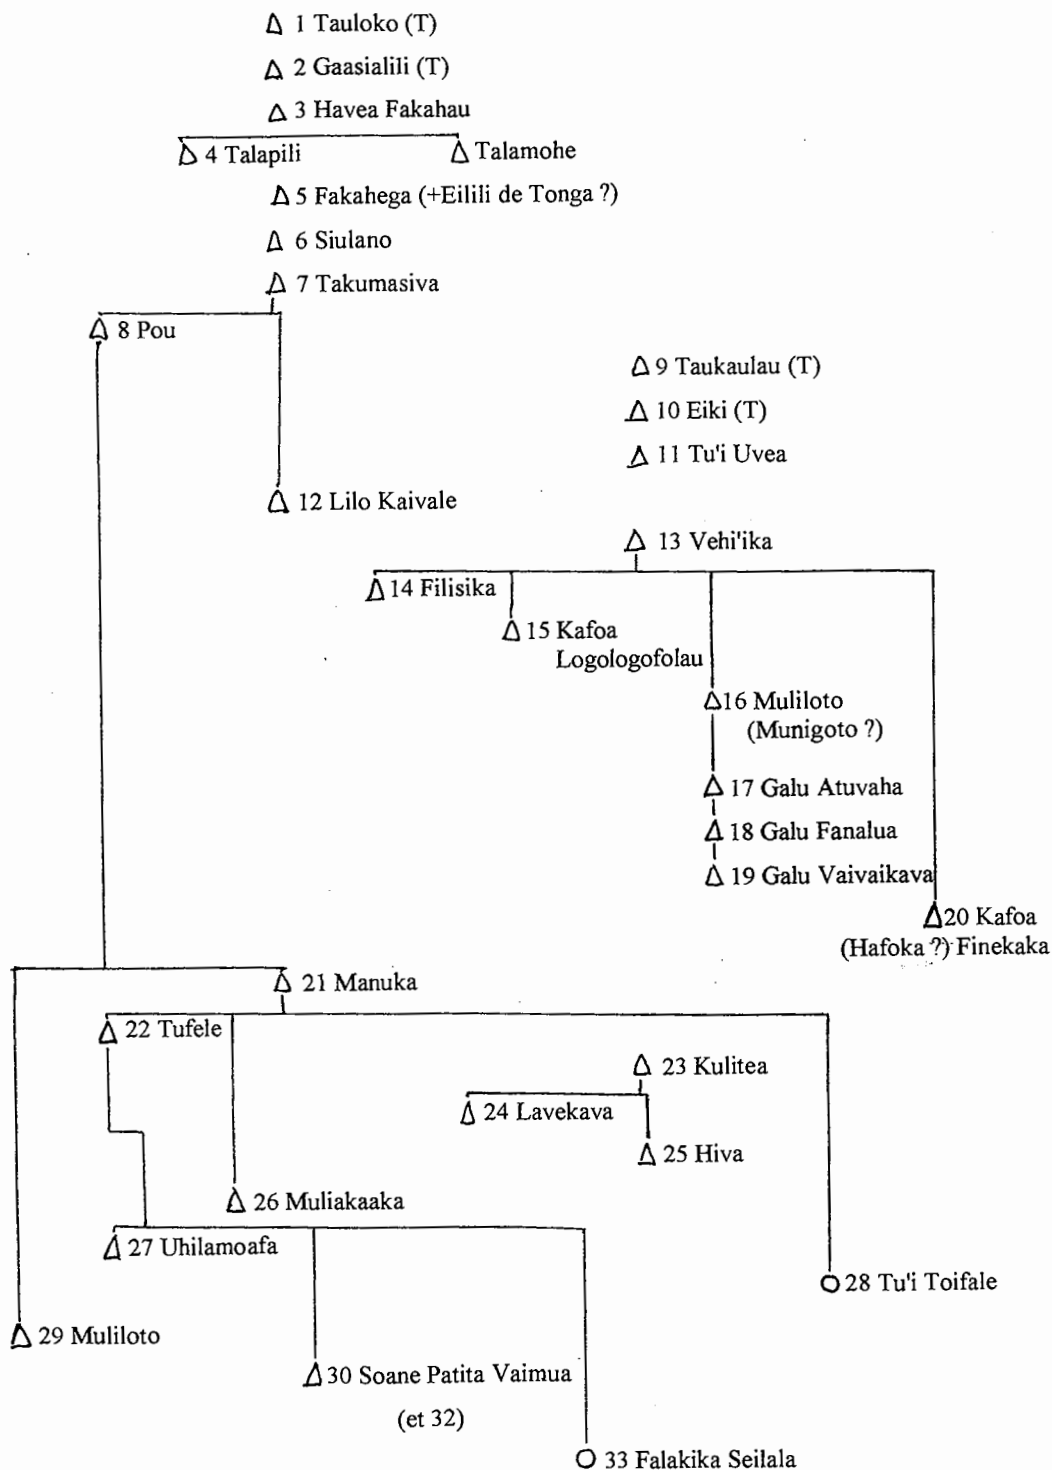 1 Tauloko (T)
2 Gaasialili (T)
3 Havea Fakahau
4 Talapili
Talamohe
5 Fakahega (+Eilili de Tonga ?)
6 Siulano
7 Takumasiva
8 Pou
9 Taukaulau (T)
10 Eiki (T)
11 Tu'i Uvea
12 Lilo Kaivale
13 Vehi'ika
14 Filisika
15 Kafoa
Logologofolau
16 Muliloto
(Munigoto ?)
17 Galu Atuvaha
18 Galu Fanalua
19 Galu Vaivaikava
20 Kafoa
(Hafoka ?) Finekaka
21 Manuka
22 Tufele
23 Kulitea
24 Lavekava
25 Hiva
26 Muliakaaka
27 Uhilamoafa
28 Tu'i Toifale
29 Muliloto
30 Soane Patita Vaimua
(et 32)
33 Falakika Seilala